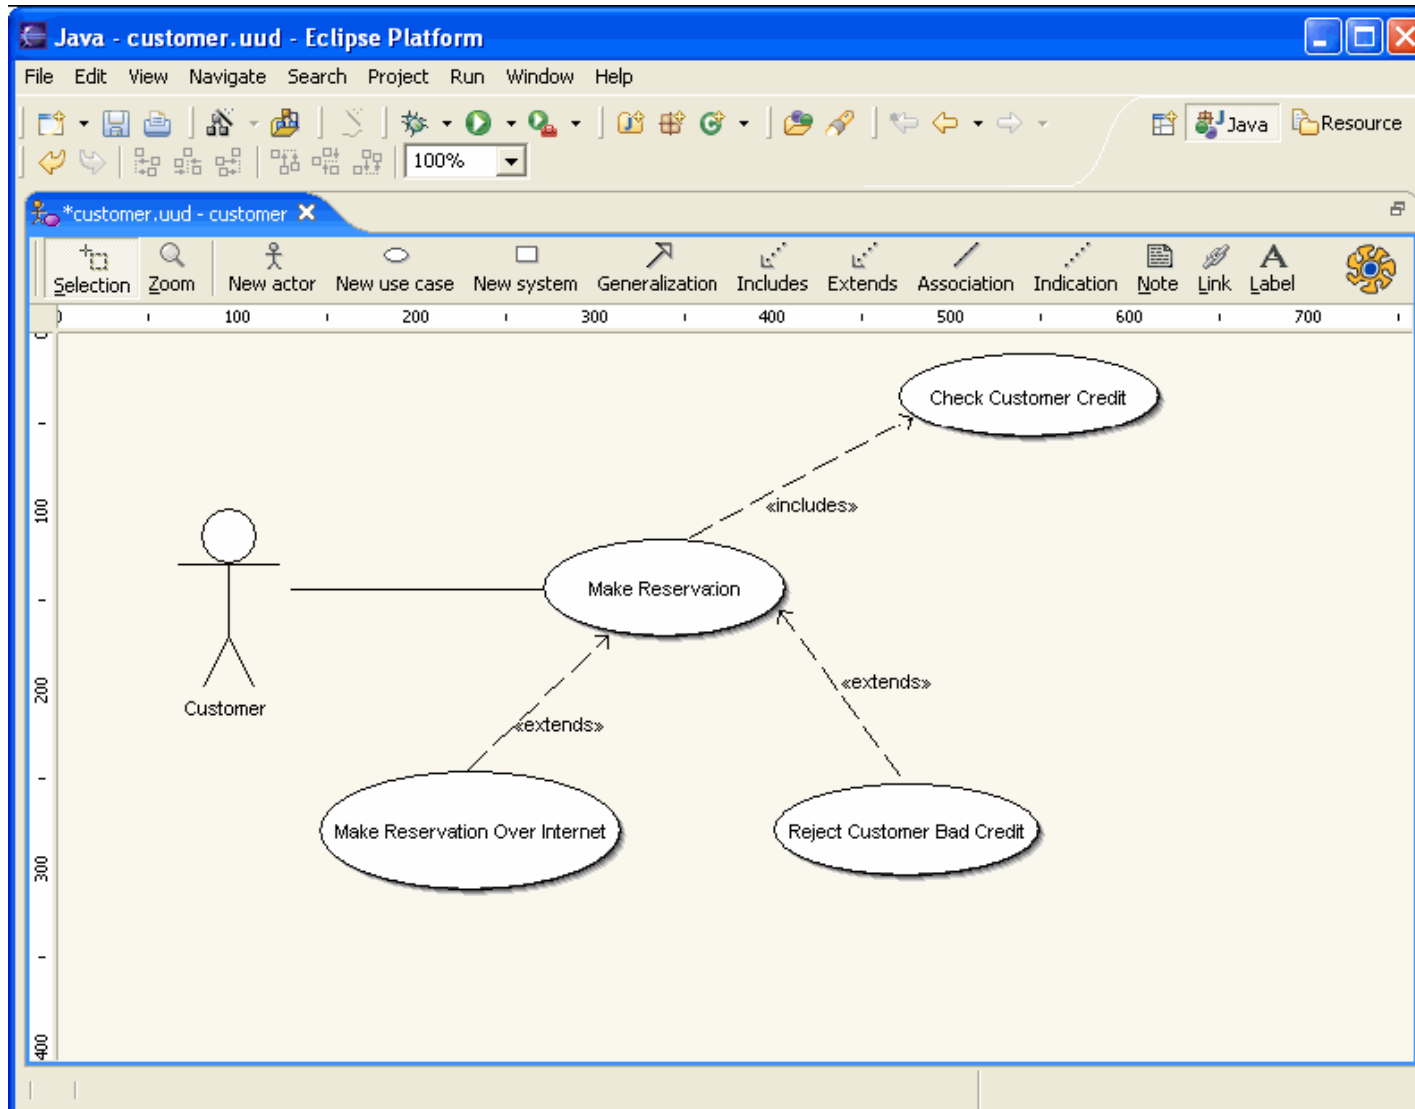 Java - customer.uud - Eclipse Platform
File Edit View Navigate Search Project Run Window Help
Java Resource
100%
*customer.uud - customer
Selection Zoom New actor New use case New system Generalization Includes Extends Association Indication Note Link Label
0 100 200 300 400 500 600 700
0
Check Customer Credit
100
«includes»
Make Reservation
200
«extends»
Customer
«extends»
Make Reservation Over Internet Reject Customer Bad Credit
300
400